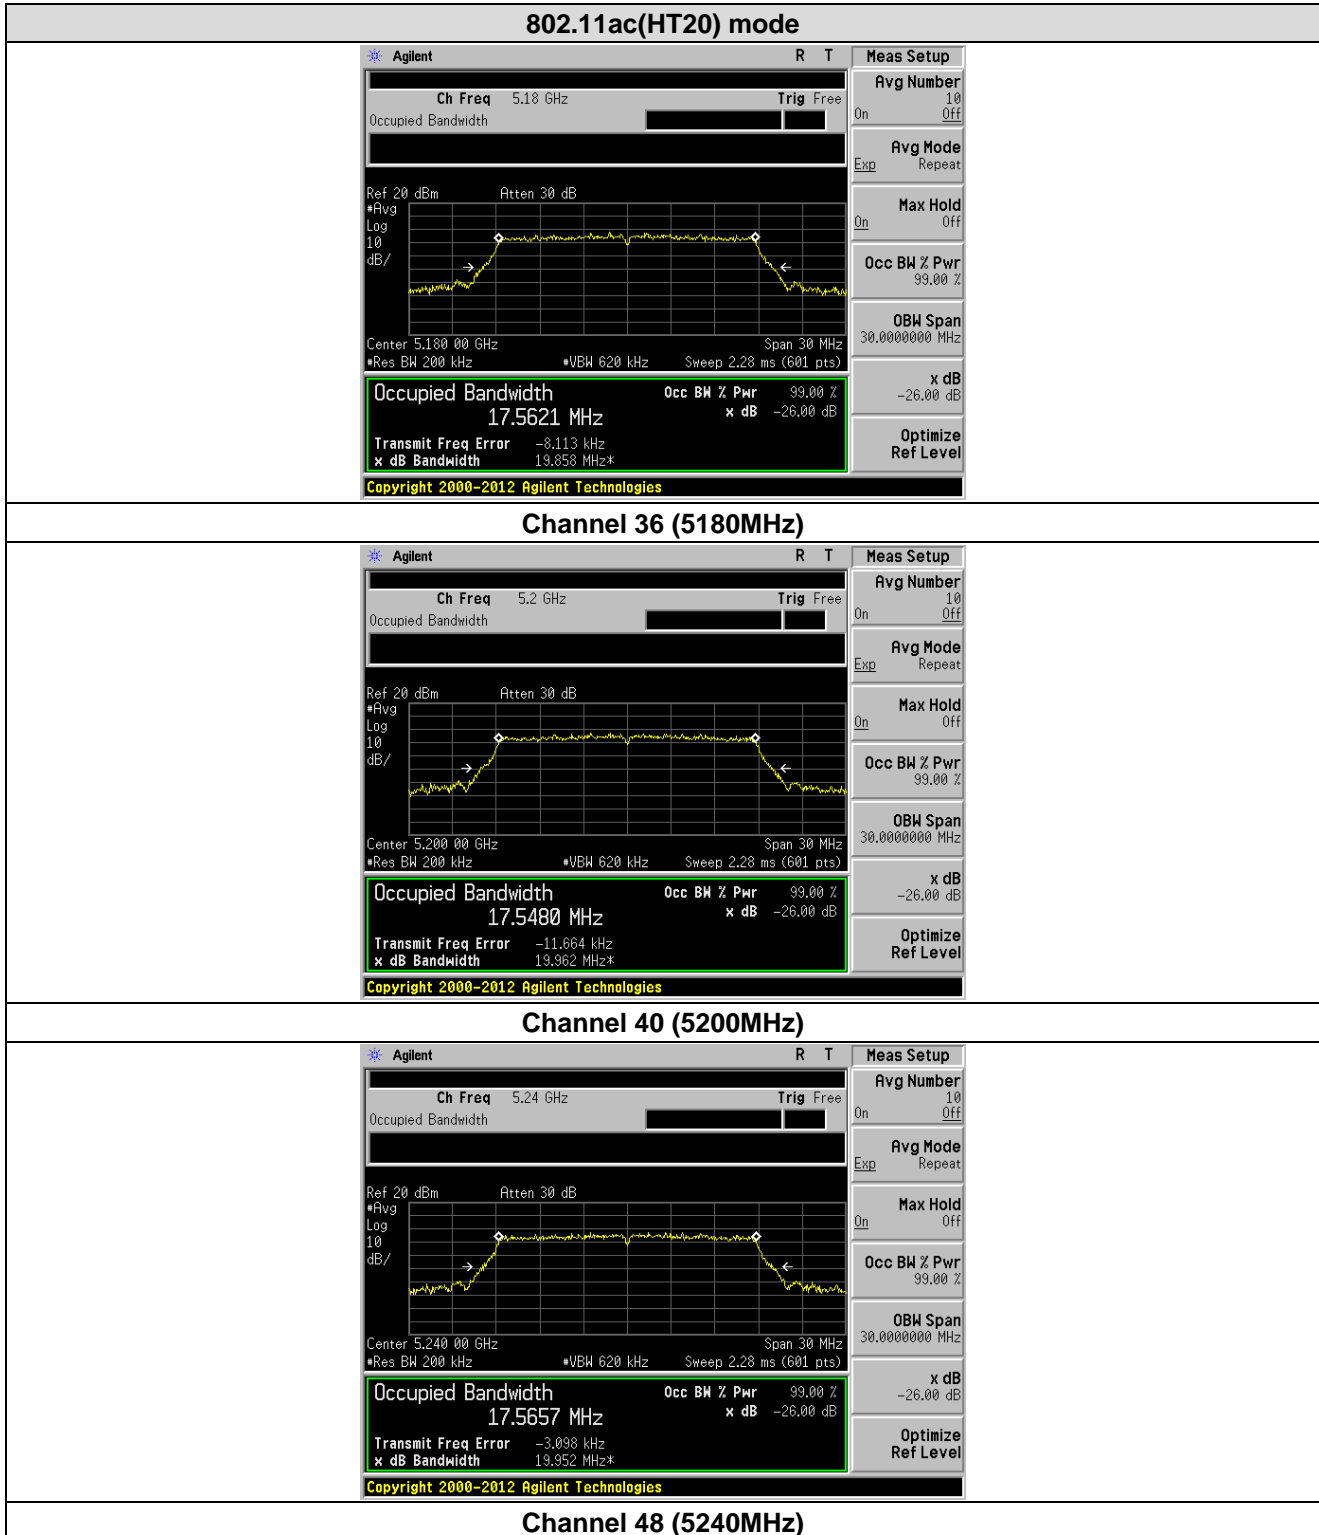 802.11ac(HT20) mode
Agilent R T Meas Setup
Ch Freq 5.18 GHz Trig Free
Occupied Bandwidth
Avg Number
10
On Off
Avg Mode
Exp Repeat
Ref 20 dBm Atten 30 dB
#Avg
Log
10
dB/
Max Hold
On Off
Occ BW % Pwr
99.00 %
OBW Span
30.0000000 MHz
Center 5.180 00 GHz Span 30 MHz
#Res BW 200 kHz #VBW 620 kHz Sweep 2.28 ms (601 pts)
x dB
-26.00 dB
Occupied Bandwidth Occ BW % Pwr 99.00 %
17.5621 MHz x dB -26.00 dB
Transmit Freq Error -8.113 kHz
x dB Bandwidth 19.858 MHz*
Optimize
Ref Level
Copyright 2000-2012 Agilent Technologies
Channel 36 (5180MHz)
Agilent R T Meas Setup
Ch Freq 5.2 GHz Trig Free
Occupied Bandwidth
Avg Number
10
On Off
Avg Mode
Exp Repeat
Ref 20 dBm Atten 30 dB
#Avg
Log
10
dB/
Max Hold
On Off
Occ BW % Pwr
99.00 %
OBW Span
30.0000000 MHz
Center 5.200 00 GHz Span 30 MHz
#Res BW 200 kHz #VBW 620 kHz Sweep 2.28 ms (601 pts)
x dB
-26.00 dB
Occupied Bandwidth Occ BW % Pwr 99.00 %
17.5480 MHz x dB -26.00 dB
Transmit Freq Error -11.664 kHz
x dB Bandwidth 19.962 MHz*
Optimize
Ref Level
Copyright 2000-2012 Agilent Technologies
Channel 40 (5200MHz)
Agilent R T Meas Setup
Ch Freq 5.24 GHz Trig Free
Occupied Bandwidth
Avg Number
10
On Off
Avg Mode
Exp Repeat
Ref 20 dBm Atten 30 dB
#Avg
Log
10
dB/
Max Hold
On Off
Occ BW % Pwr
99.00 %
OBW Span
30.0000000 MHz
Center 5.240 00 GHz Span 30 MHz
#Res BW 200 kHz #VBW 620 kHz Sweep 2.28 ms (601 pts)
x dB
-26.00 dB
Occupied Bandwidth Occ BW % Pwr 99.00 %
17.5657 MHz x dB -26.00 dB
Transmit Freq Error -3.098 kHz
x dB Bandwidth 19.952 MHz*
Optimize
Ref Level
Copyright 2000-2012 Agilent Technologies
Channel 48 (5240MHz)